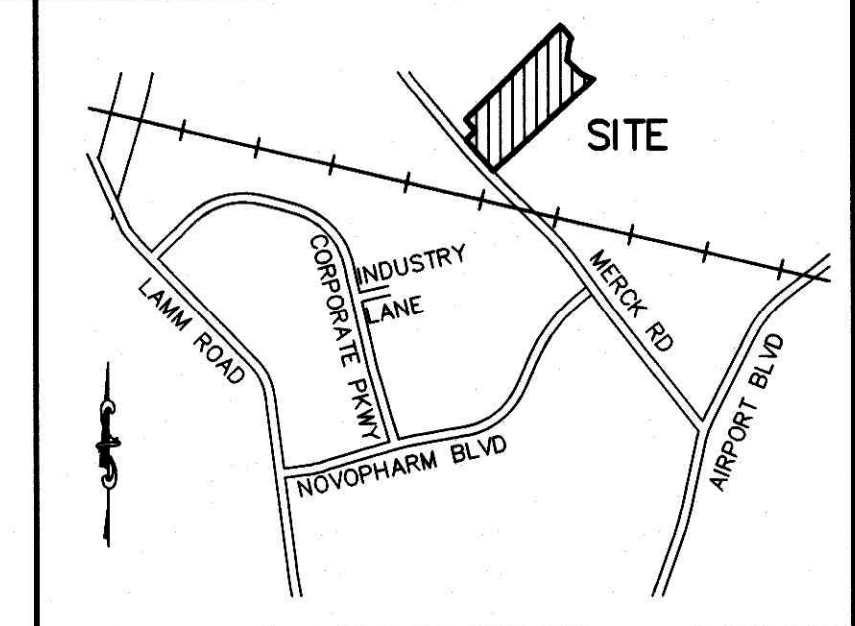 SITE
INDUSTRY
LANE
CORPORATE PKWY
LAMM ROAD
MERCK RD
AIRPORT BLVD
NOVOPHARM BLVD